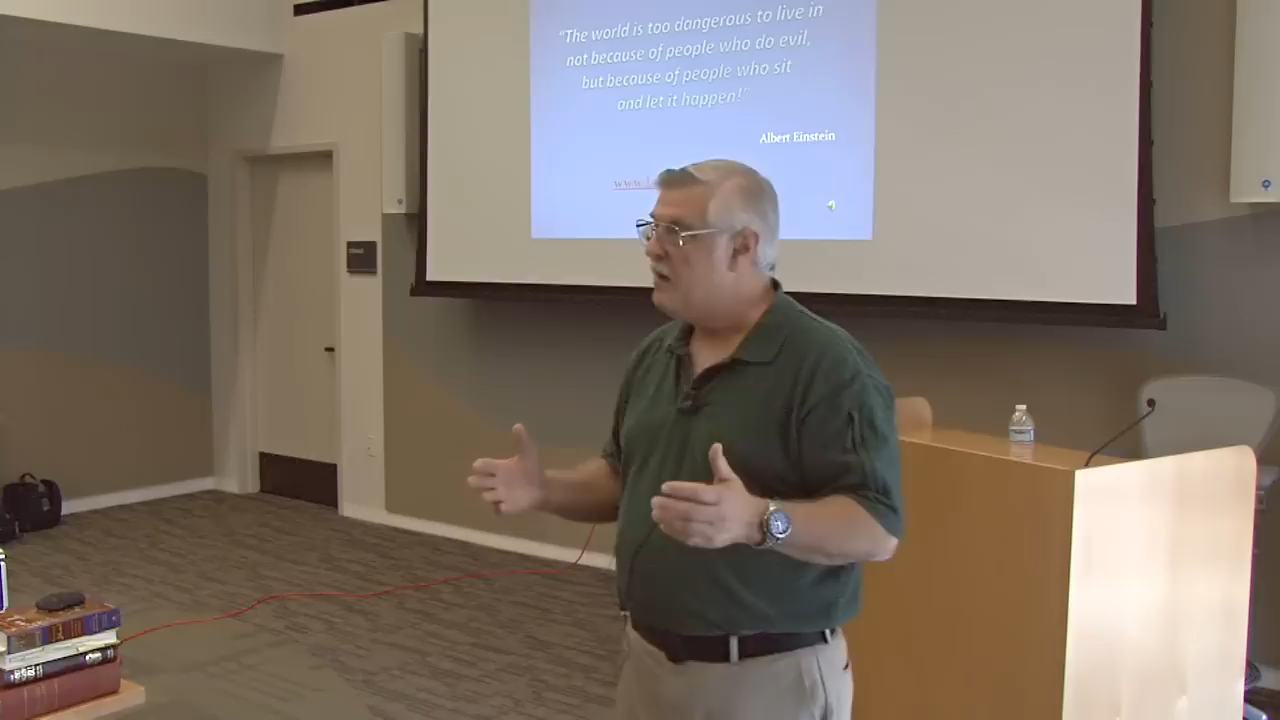 "The world is too dangerous to live in
not because of people who do evil,
but because of people who sit
and let it happen!"
Albert Einstein
www.